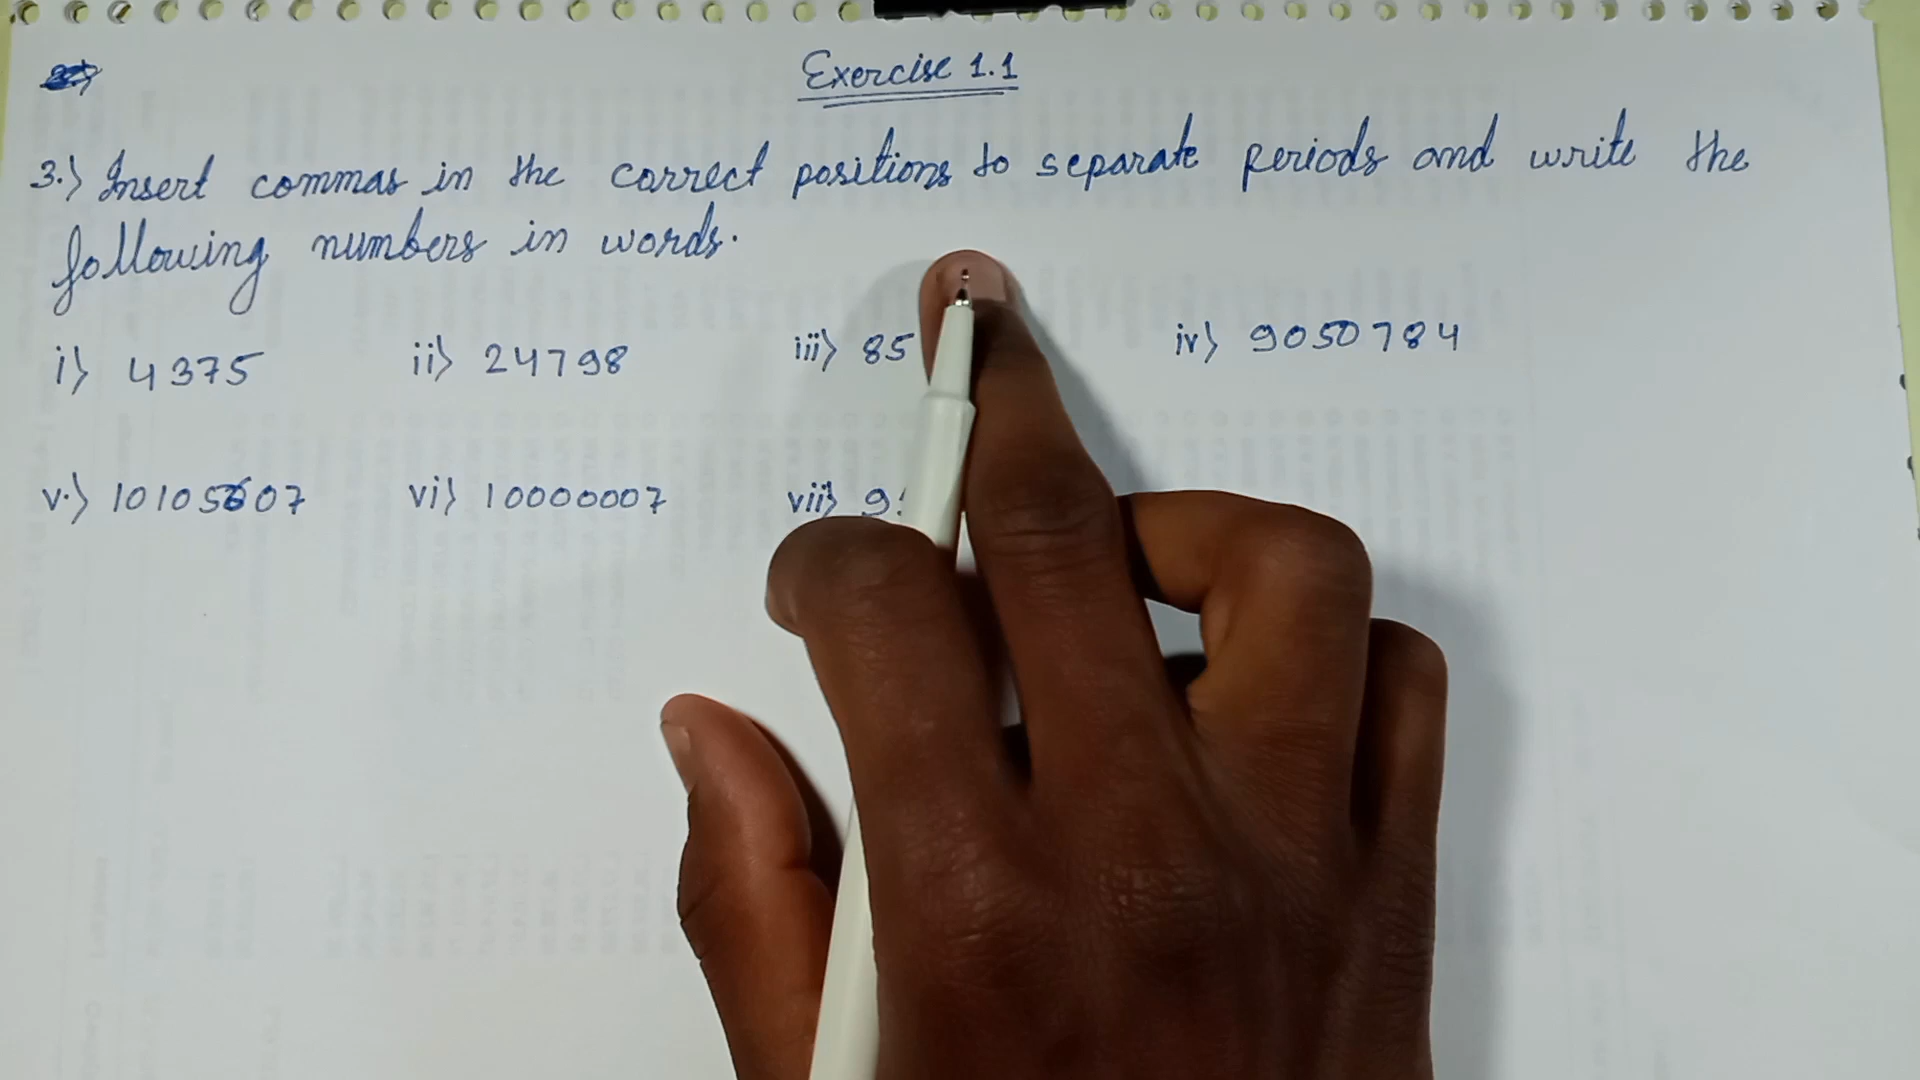 Exercise 1.1
3.) Insert commas in the correct positions to separate periods and write the
following numbers in words.
i) 4375 ii) 24798 iii) 85 iv) 9050784
v.) 10105607 vi) 10000007 vii) 9